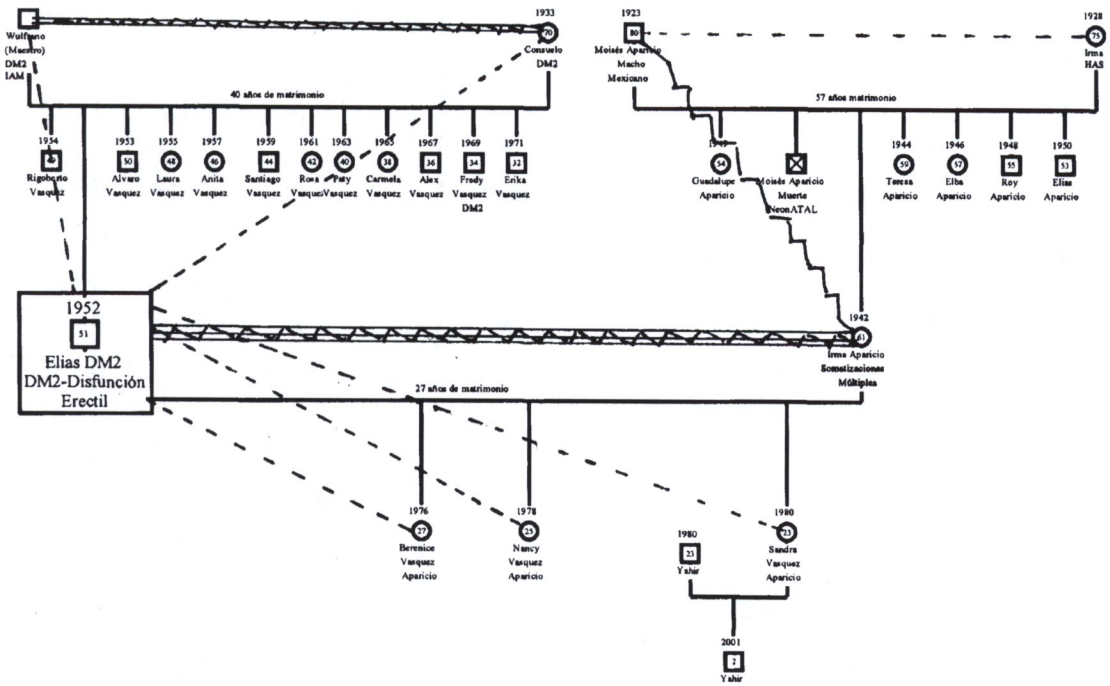 1933
1923
1928
70
80
75
Wulfrano
(Maestro)
DM2
IAM
Consuelo
DM2
Moisés Aparicio
Macho
Mexicano
Irma
HAS
40 años de matrimonio
57 años matrimonio
1954
1953
1955
1957
1959
1961
1963
1965
1967
1969
1971
1944
1946
1948
1950
50
48
46
44
42
40
38
36
34
32
54
59
57
55
53
Rigoberto
Vasquez
Alvaro
Vasquez
Laura
Vasquez
Anita
Vasquez
Santiago
Vasquez
Rosa
Vasquez
Paty
Vasquez
Carmela
Vasquez
Alex
Vasquez
Fredy
Vasquez
DM2
Erika
Vasquez
Guadalupe
Aparicio
Moisés Aparicio
Muerte
NeonATAL
Teresa
Aparicio
Elba
Aparicio
Roy
Aparicio
Elias
Aparicio
1952
51
Elias DM2
DM2-Disfunción
Erectil
1942
61
Irma Aparicio
Somatizaciones
Múltiples
27 años de matrimonio
1976
27
Berenice
Vasquez
Aparicio
1978
25
Nancy
Vasquez
Aparicio
1980
23
Yahir
1980
23
Sandra
Vasquez
Aparicio
2001
2
Yahir